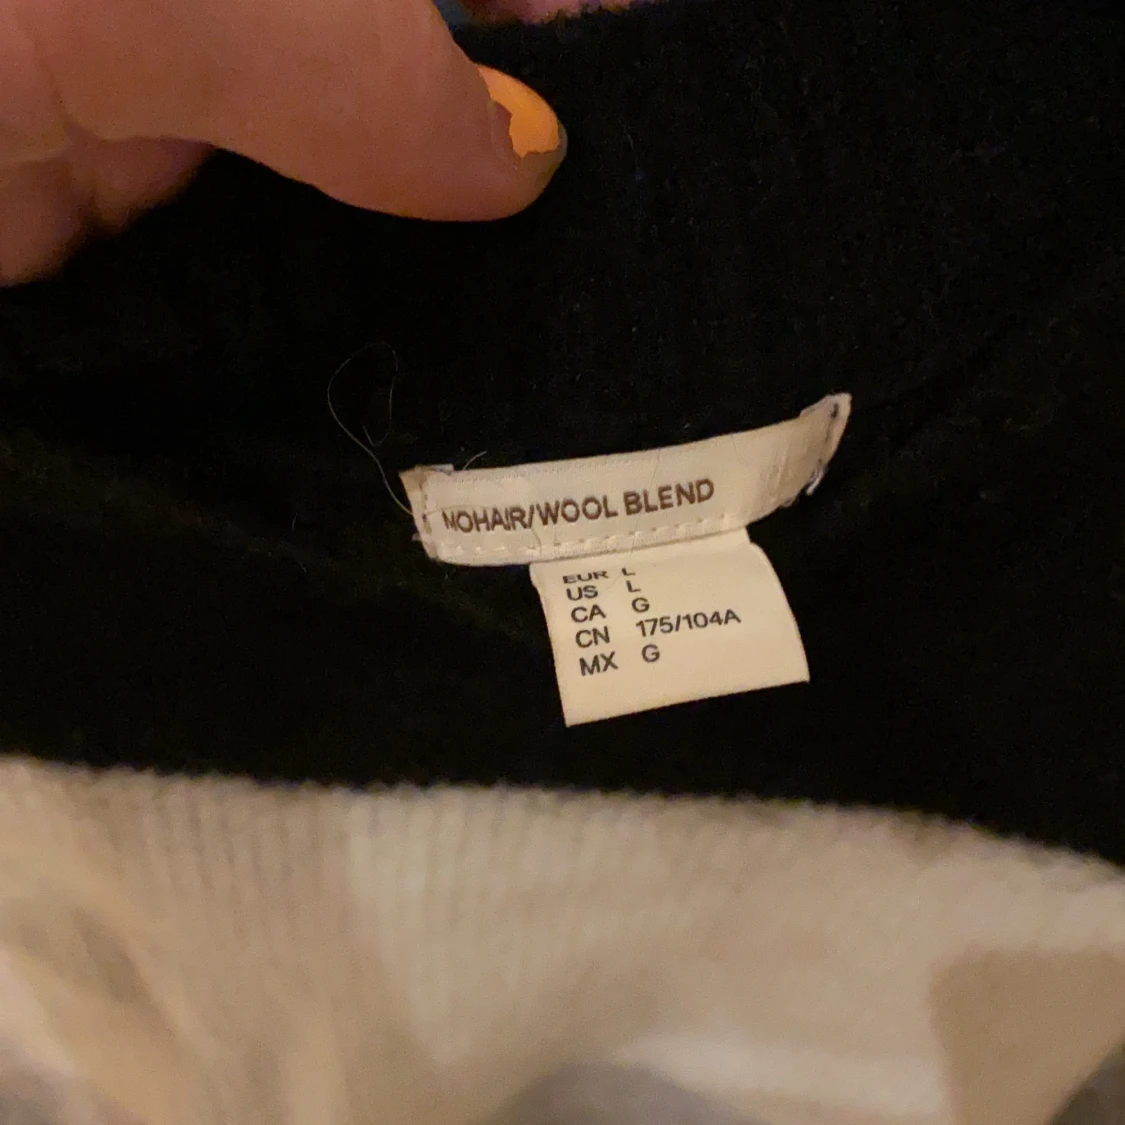 MOHAIR/WOOL BLEND
EUR L
US L
CA G
CN 175/104A
MX G